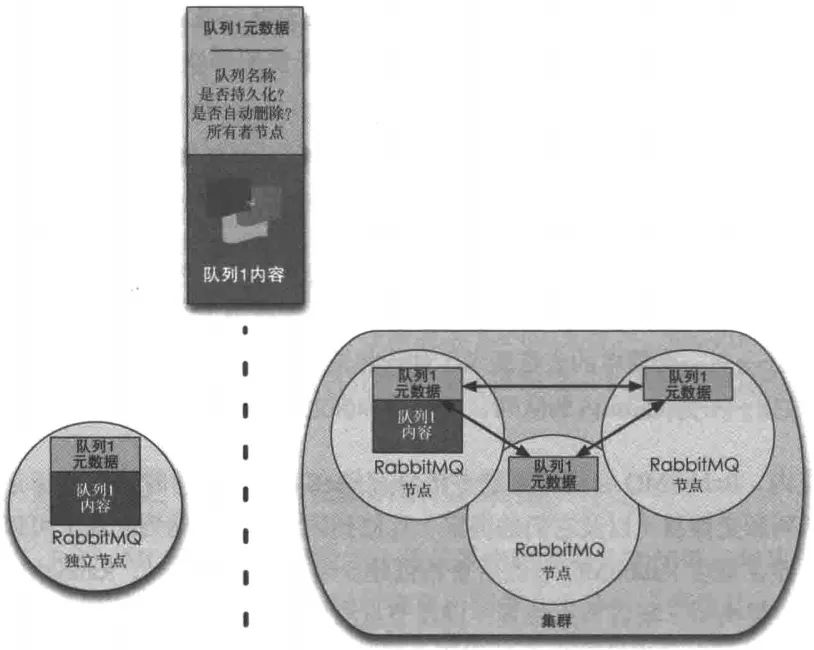 队列1元数据
队列名称
是否持久化?
是否自动删除?
所有者节点
队列1内容
队列1
元数据
队列1
内容
RabbitMQ
独立节点
队列1
元数据
队列1
内容
RabbitMQ
节点
队列1
元数据
RabbitMQ
节点
队列1
元数据
RabbitMQ
节点
集群